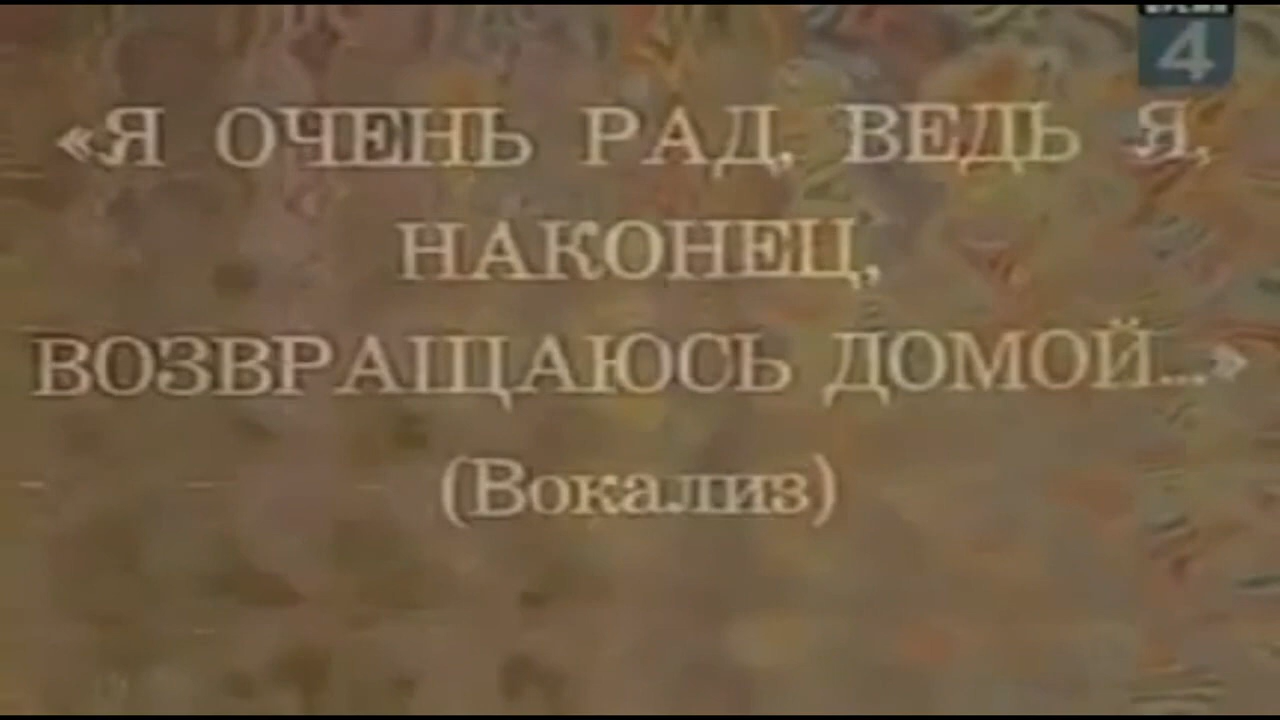 4
«Я ОЧЕНЬ РАД, ВЕДЬ Я,
НАКОНЕЦ,
ВОЗВРАЩАЮСЬ ДОМОЙ...»
(Вокализ)